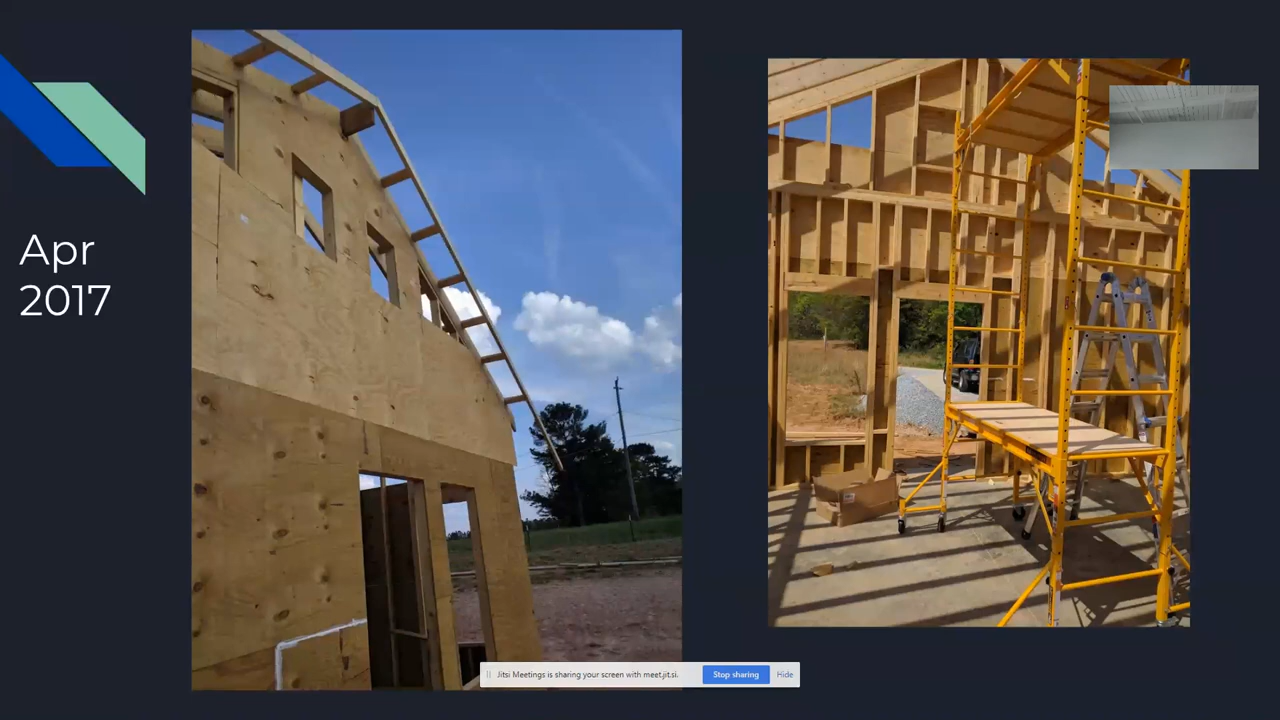 Apr
2017
Jitsi Meetings is sharing your screen with meet.jit.si.
Stop sharing
Hide